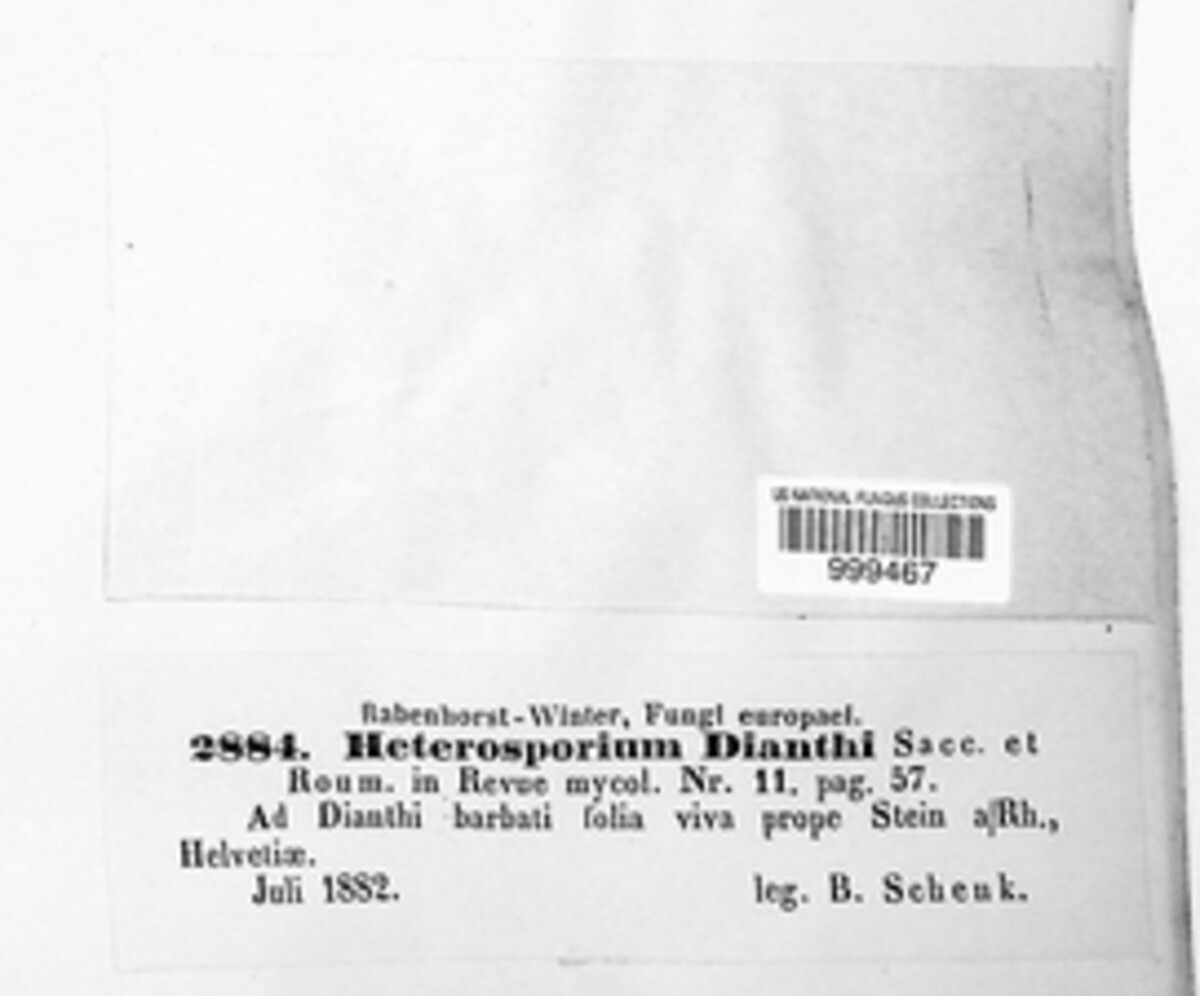 US NATIONAL FUNGUS COLLECTIONS
999467
Rabenhorst-Winter, Fungi europaei.
2884. Heterosporium Dianthi Sacc. et
Roum. in Revue mycol. Nr. 11. pag. 57.
Ad Dianthi barbati folia viva prope Stein a/Rh.,
Helvetiæ.
Juli 1882. leg. B. Schenk.